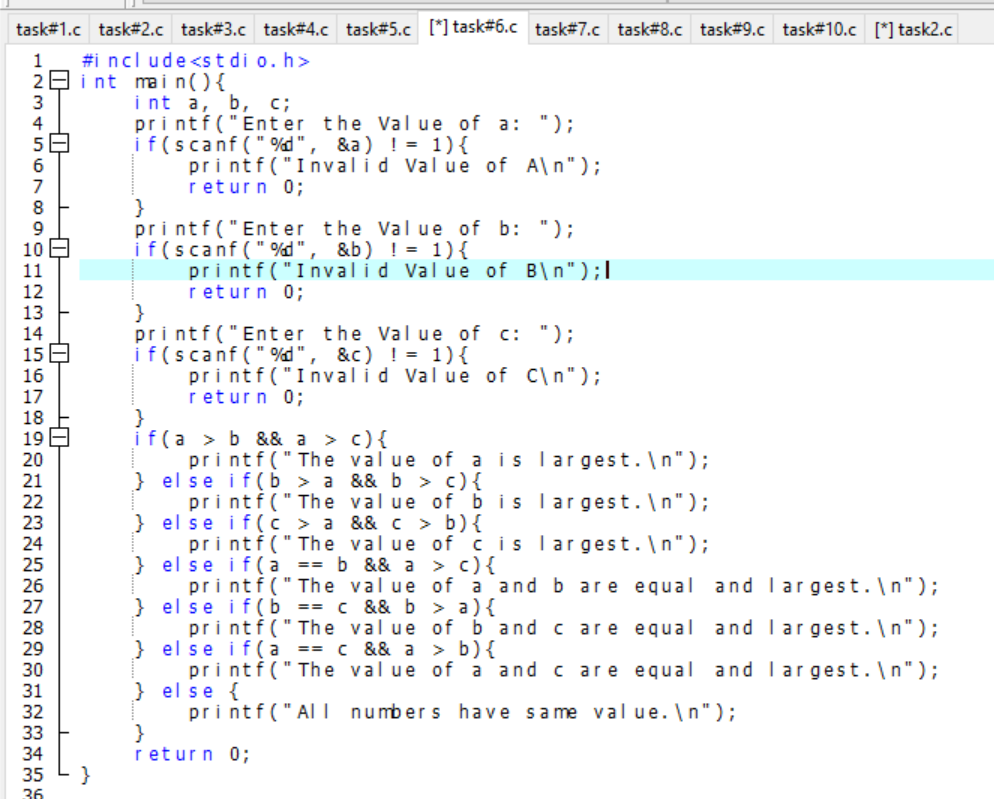 task#1.c task#2.c task#3.c task#4.c task#5.c [*] task#6.c task#7.c task#8.c task#9.c task#10.c [*] task2.c
1 #include<stdio.h>
2 int main(){
3 int a, b, c;
4 printf("Enter the Value of a: ");
5 if(scanf("%d", &a) != 1){
6 printf("Invalid Value of A\n");
7 return 0;
8 }
9 printf("Enter the Value of b: ");
10 if(scanf("%d", &b) != 1){
11 printf("Invalid Value of B\n");
12 return 0;
13 }
14 printf("Enter the Value of c: ");
15 if(scanf("%d", &c) != 1){
16 printf("Invalid Value of C\n");
17 return 0;
18 }
19 if(a > b && a > c){
20 printf("The value of a is largest.\n");
21 } else if(b > a && b > c){
22 printf("The value of b is largest.\n");
23 } else if(c > a && c > b){
24 printf("The value of c is largest.\n");
25 } else if(a == b && a > c){
26 printf("The value of a and b are equal and largest.\n");
27 } else if(b == c && b > a){
28 printf("The value of b and c are equal and largest.\n");
29 } else if(a == c && a > b){
30 printf("The value of a and c are equal and largest.\n");
31 } else {
32 printf("All numbers have same value.\n");
33 }
34 return 0;
35 }
36